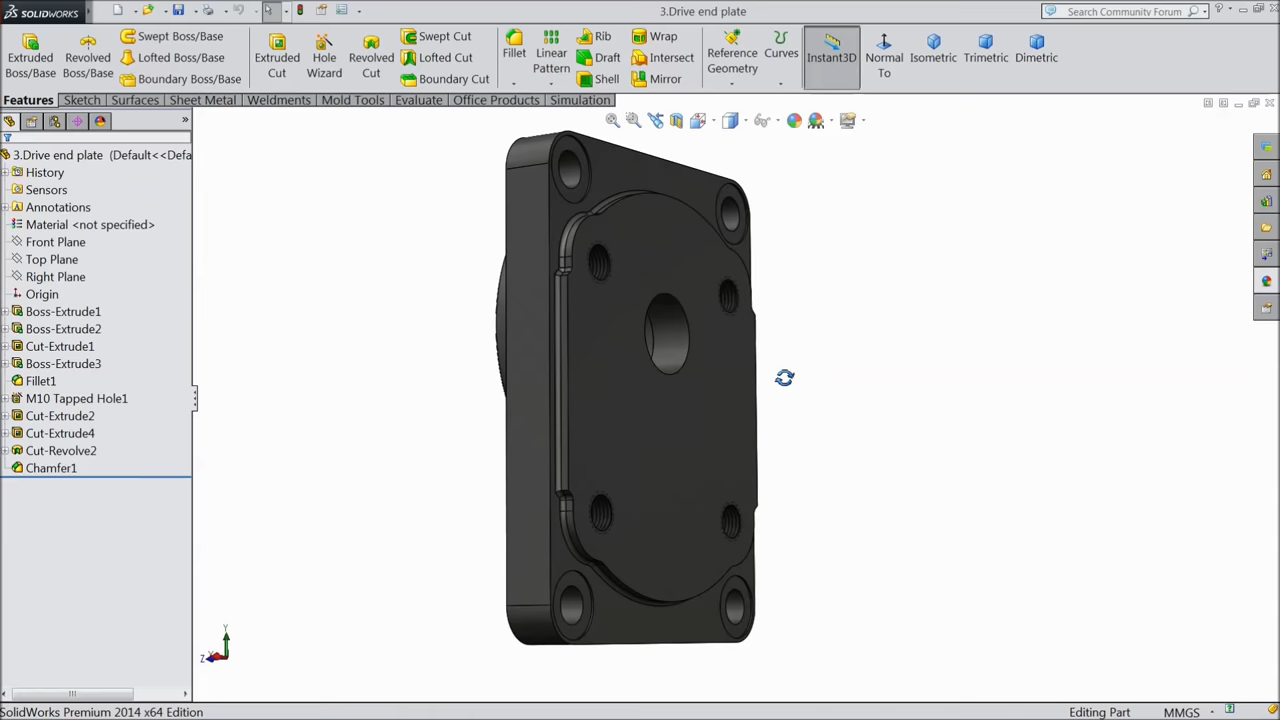 SOLIDWORKS
3.Drive end plate
Search Community Forum
Extruded Boss/Base
Revolved Boss/Base
Swept Boss/Base
Lofted Boss/Base
Boundary Boss/Base
Extruded Cut
Hole Wizard
Revolved Cut
Swept Cut
Lofted Cut
Boundary Cut
Fillet
Linear Pattern
Rib
Draft
Shell
Wrap
Intersect
Mirror
Reference Geometry
Curves
Instant3D
Normal To
Isometric
Trimetric
Dimetric
Features
Sketch
Surfaces
Sheet Metal
Weldments
Mold Tools
Evaluate
Office Products
Simulation
3.Drive end plate (Default<<Defa
History
Sensors
Annotations
Material <not specified>
Front Plane
Top Plane
Right Plane
Origin
Boss-Extrude1
Boss-Extrude2
Cut-Extrude1
Boss-Extrude3
Fillet1
M10 Tapped Hole1
Cut-Extrude2
Cut-Extrude4
Cut-Revolve2
Chamfer1
Y
Z
SolidWorks Premium 2014 x64 Edition
Editing Part
MMGS